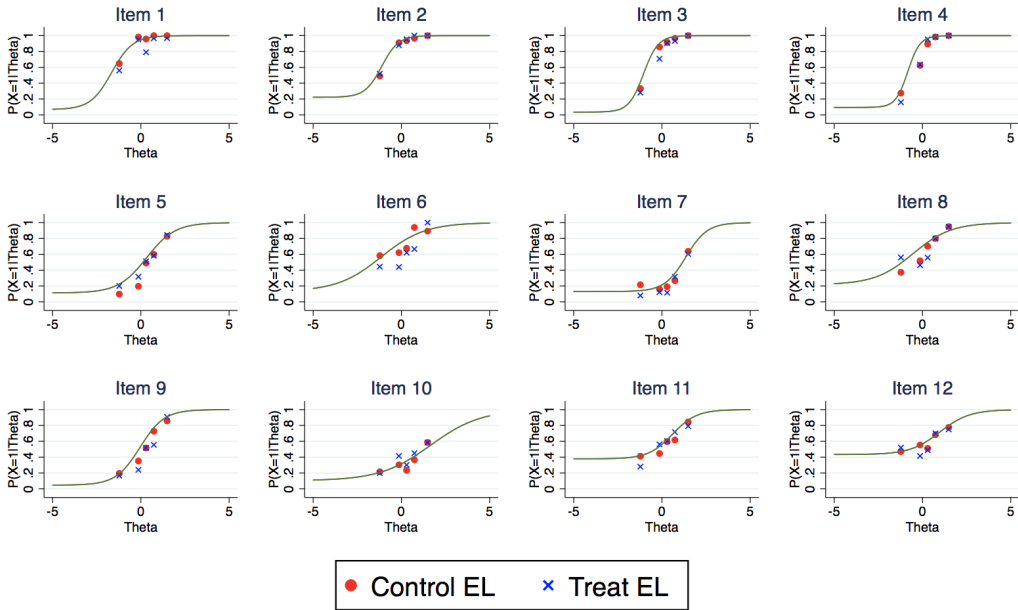 Item 1
P(X=1|Theta)
0 .2 .4 .6 .8 1
-5 0 5
Theta
Item 2
P(X=1|Theta)
0 .2 .4 .6 .8 1
-5 0 5
Theta
Item 3
P(X=1|Theta)
0 .2 .4 .6 .8 1
-5 0 5
Theta
Item 4
P(X=1|Theta)
0 .2 .4 .6 .8 1
-5 0 5
Theta
Item 5
P(X=1|Theta)
0 .2 .4 .6 .8 1
-5 0 5
Theta
Item 6
P(X=1|Theta)
0 .2 .4 .6 .8 1
-5 0 5
Theta
Item 7
P(X=1|Theta)
0 .2 .4 .6 .8 1
-5 0 5
Theta
Item 8
P(X=1|Theta)
0 .2 .4 .6 .8 1
-5 0 5
Theta
Item 9
P(X=1|Theta)
0 .2 .4 .6 .8 1
-5 0 5
Theta
Item 10
P(X=1|Theta)
0 .2 .4 .6 .8 1
-5 0 5
Theta
Item 11
P(X=1|Theta)
0 .2 .4 .6 .8 1
-5 0 5
Theta
Item 12
P(X=1|Theta)
0 .2 .4 .6 .8 1
-5 0 5
Theta
Control EL
Treat EL